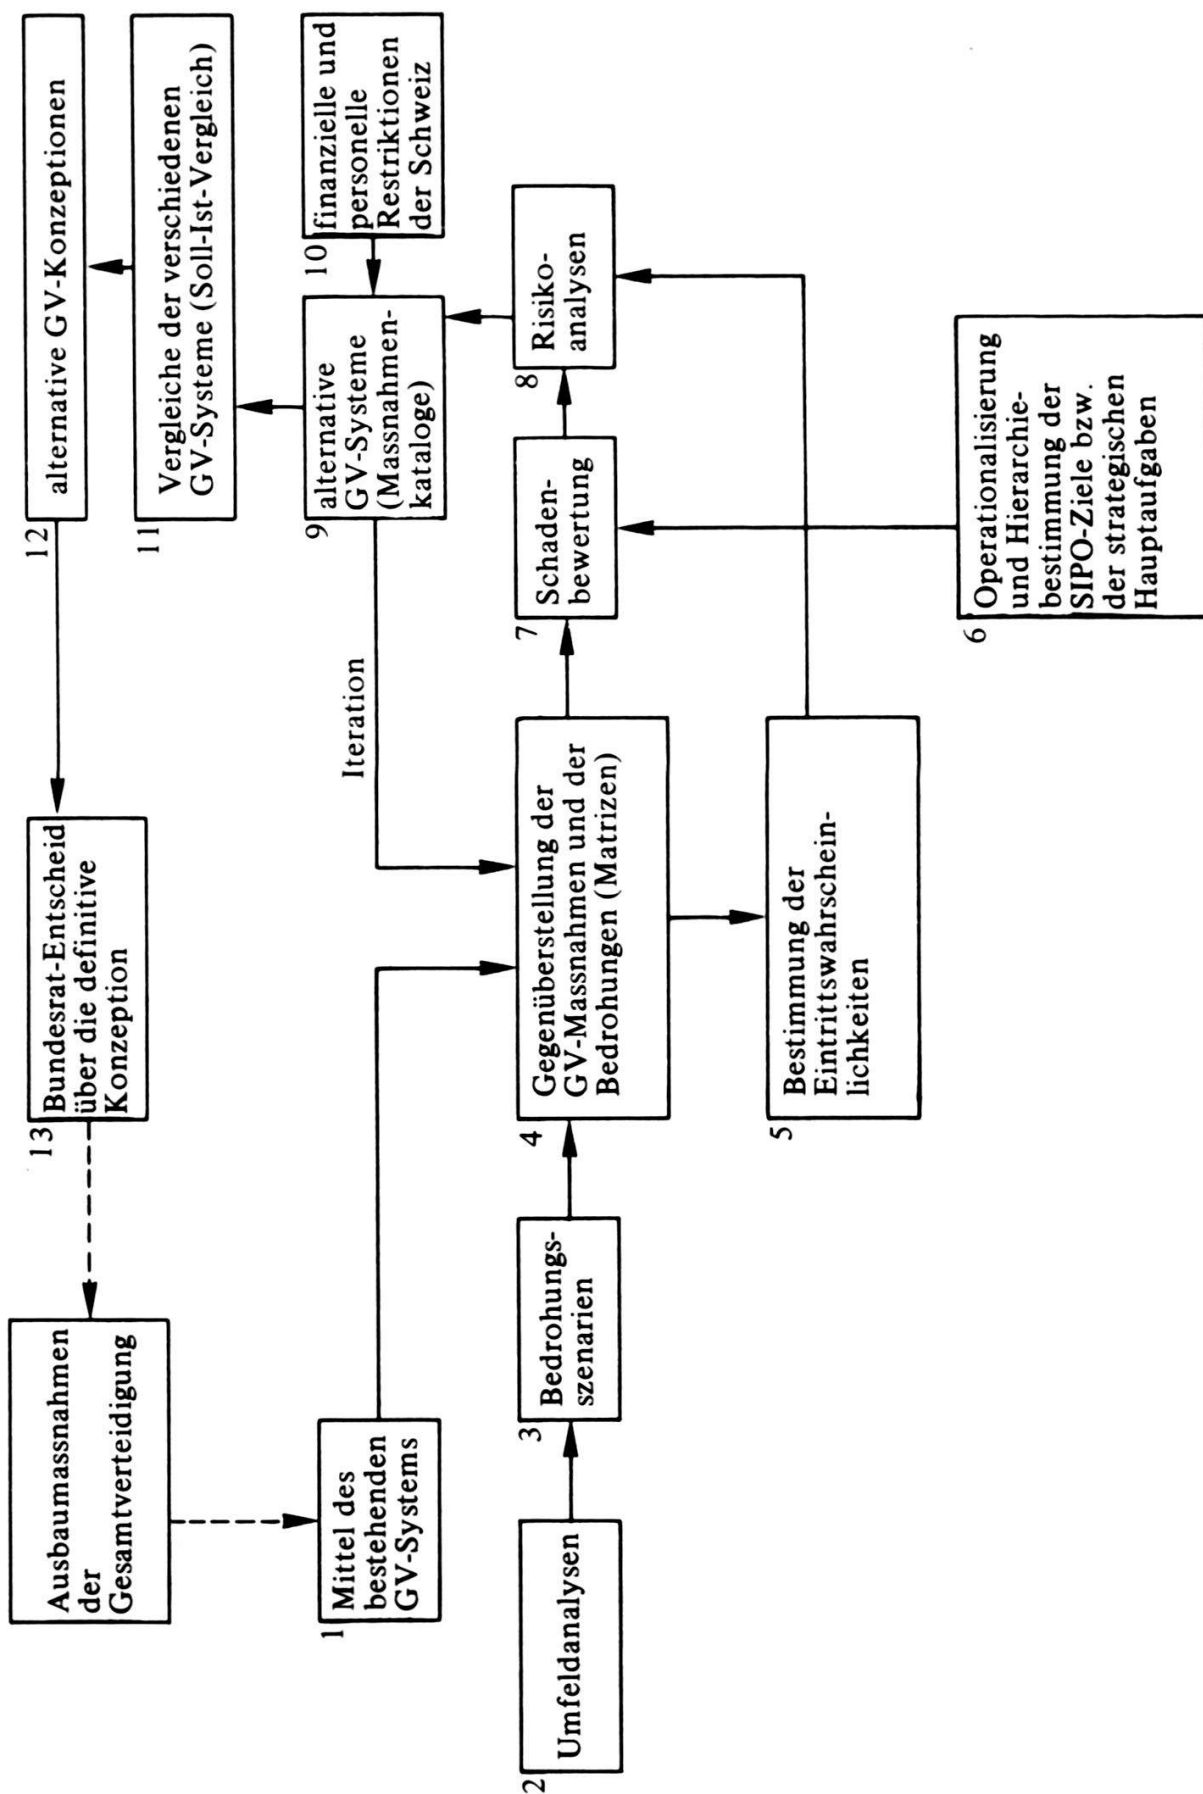 Ausbaumassnahmen
der
Gesamtverteidigung
13
Bundesrat-Entscheid
über die definitive
Konzeption
12
alternative GV-Konzeptionen
11
Vergleiche der verschiedenen
GV-Systeme (Soll-Ist-Vergleich)
1
Mittel des
bestehenden
GV-Systems
Iteration
9
alternative
GV-Systeme
(Massnahmen-
kataloge)
10
finanzielle und
personelle
Restriktionen
der Schweiz
2
Umfeldanalysen
3
Bedrohungs-
szenarien
4
Gegenüberstellung der
GV-Massnahmen und der
Bedrohungen (Matrizen)
7
Schaden-
bewertung
8
Risiko-
analysen
5
Bestimmung der
Eintrittswahrschein-
lichkeiten
6
Operationalisierung
und Hierarchie-
bestimmung der
SIPO-Ziele bzw.
der strategischen
Hauptaufgaben